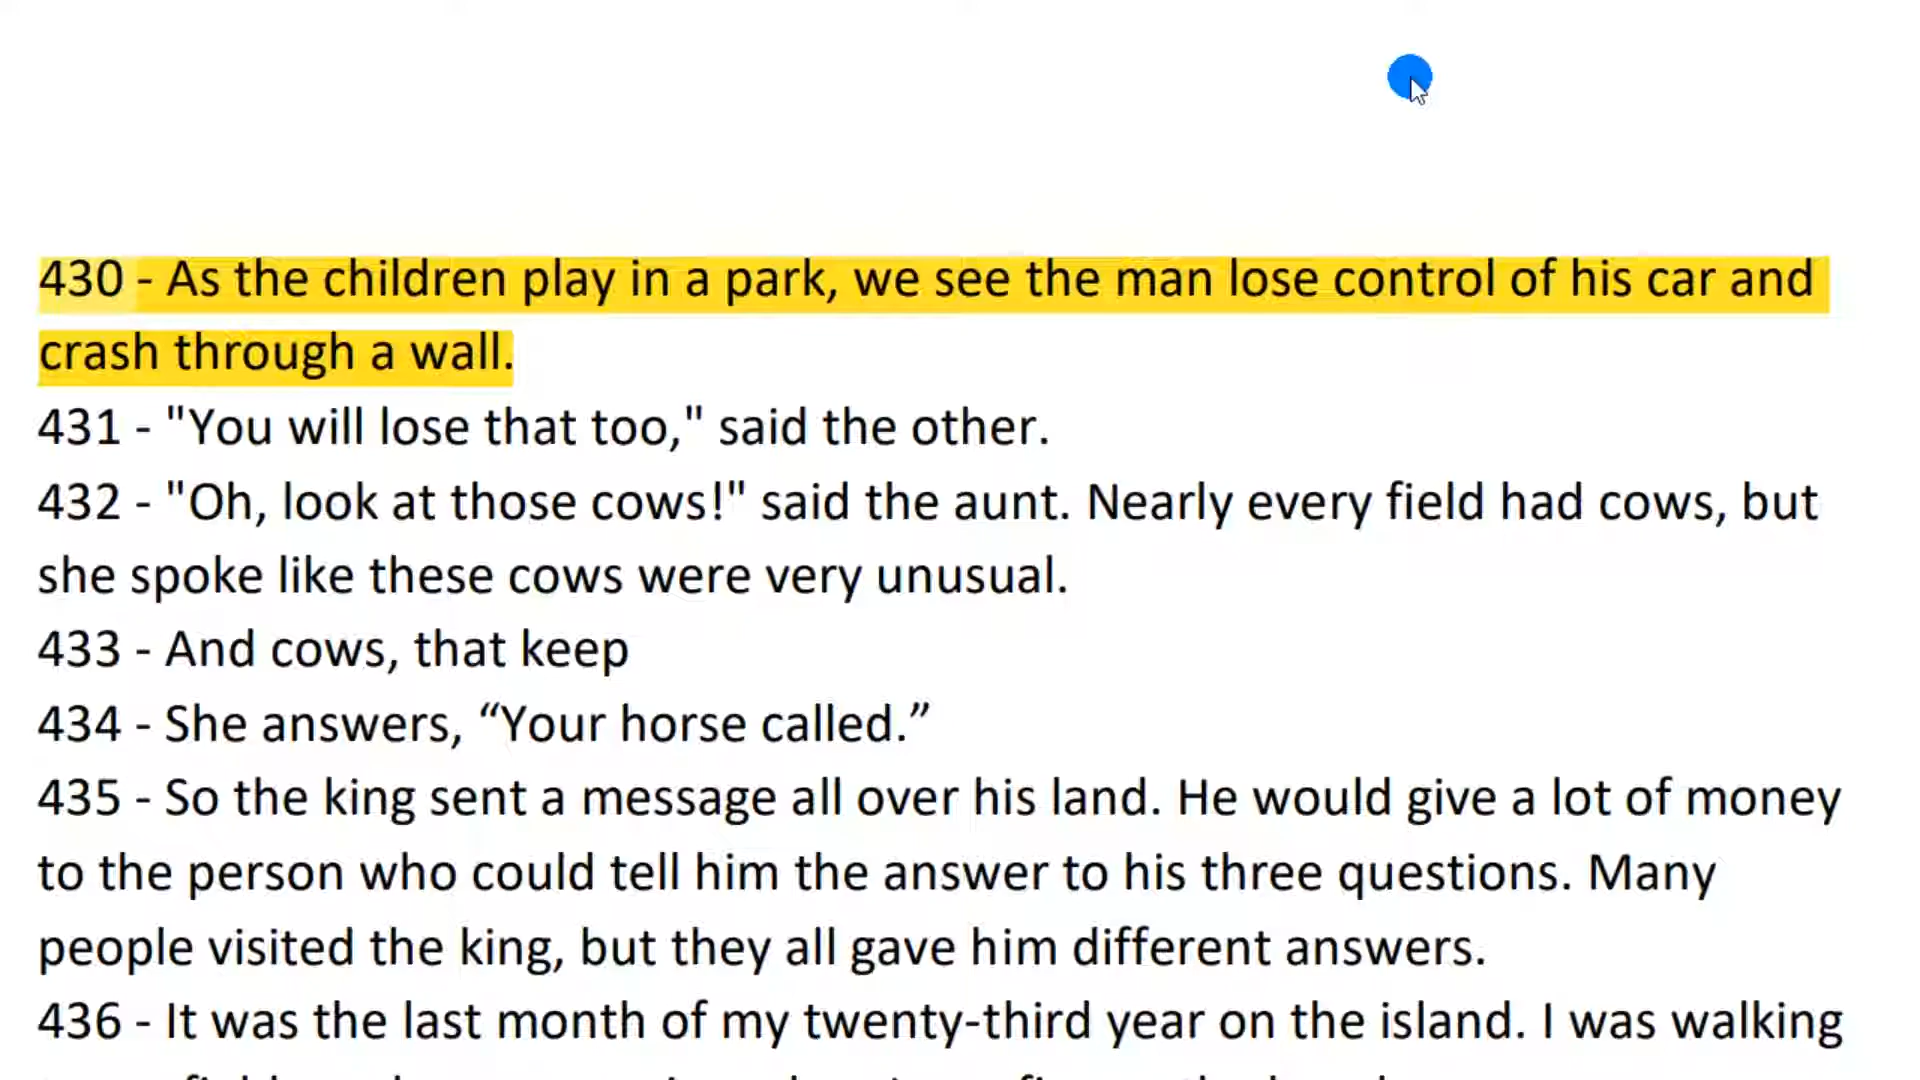 430 - As the children play in a park, we see the man lose control of his car and
crash through a wall.
431 - "You will lose that too," said the other.
432 - "Oh, look at those cows!" said the aunt. Nearly every field had cows, but
she spoke like these cows were very unusual.
433 - And cows, that keep
434 - She answers, “Your horse called.”
435 - So the king sent a message all over his land. He would give a lot of money
to the person who could tell him the answer to his three questions. Many
people visited the king, but they all gave him different answers.
436 - It was the last month of my twenty-third year on the island. I was walking